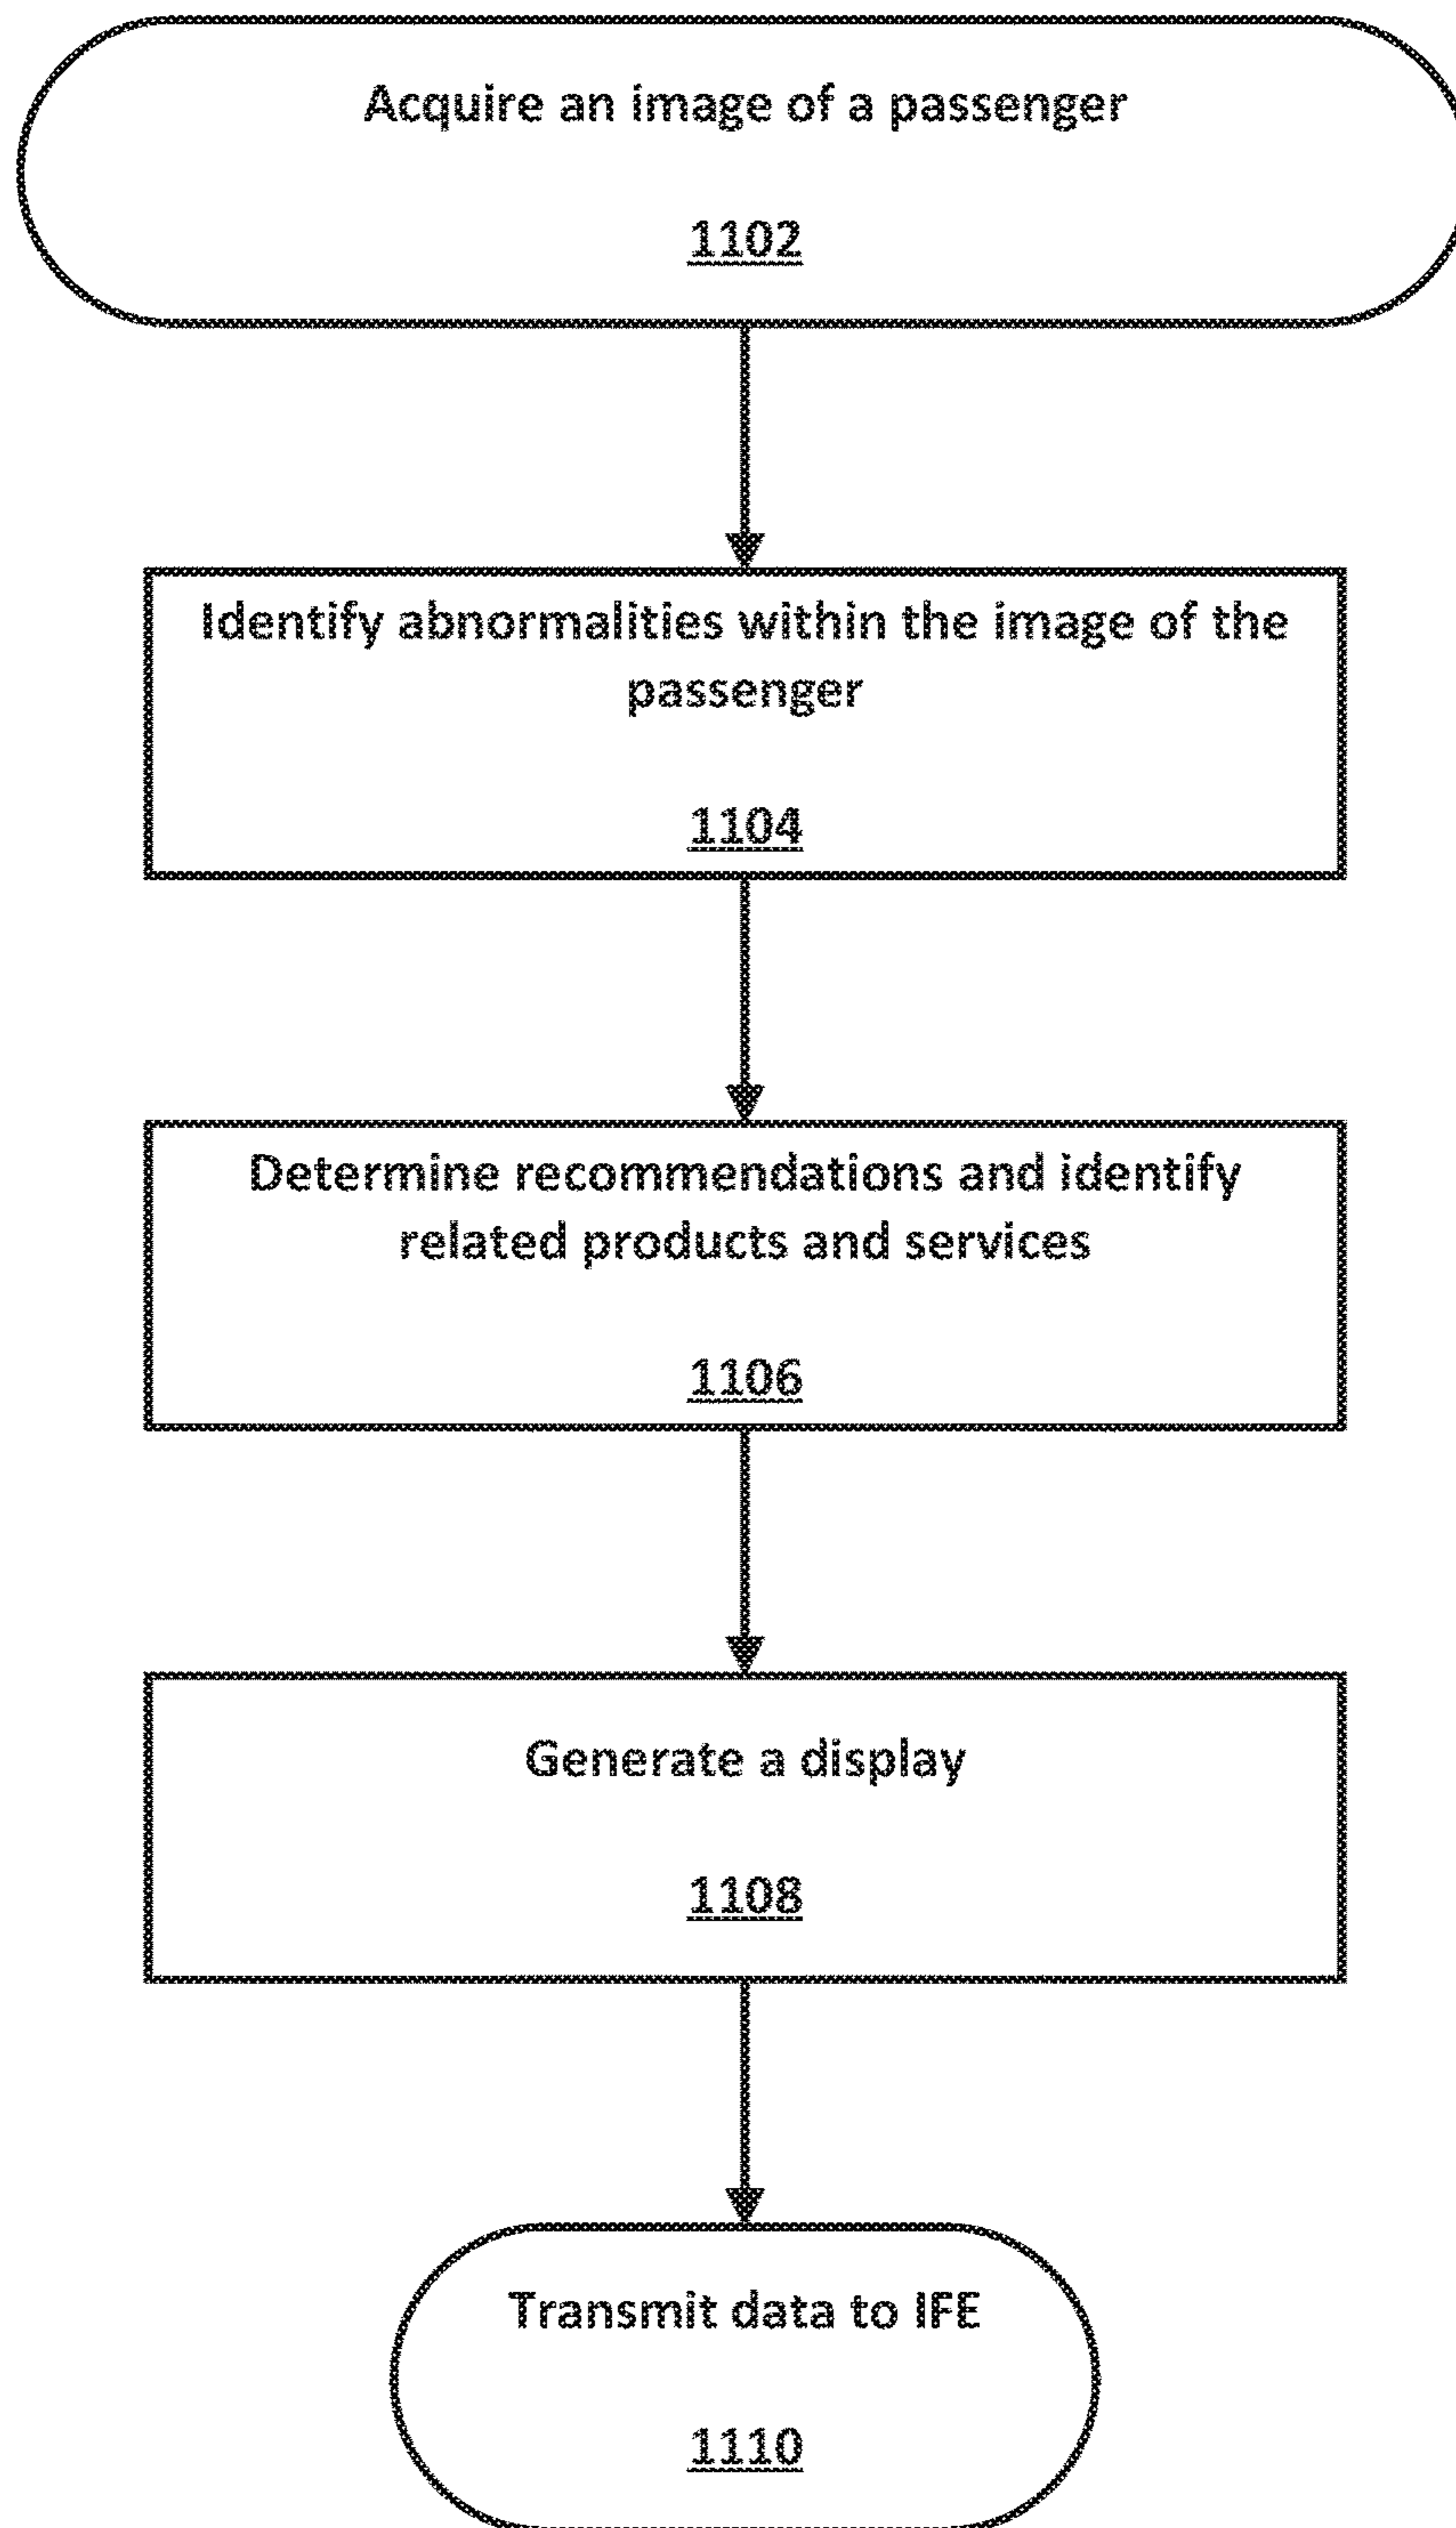 Acquire an image of a passenger
1102
Identify abnormalities within the image of the
passenger
1104
Determine recommendations and identify
related products and services
1106
Generate a display
1108
Transmit data to IFE
1110